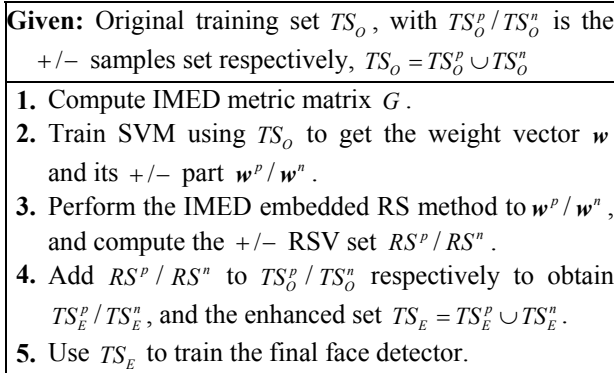 Given: Original training set $TS_O$, with $TS_O^p / TS_O^n$ is the
+/− samples set respectively, $TS_O = TS_O^p \cup TS_O^n$
1. Compute IMED metric matrix $G$.
2. Train SVM using $TS_O$ to get the weight vector $w$
and its +/− part $w^p / w^n$.
3. Perform the IMED embedded RS method to $w^p / w^n$,
and compute the +/− RSV set $RS^p / RS^n$.
4. Add $RS^p / RS^n$ to $TS_O^p / TS_O^n$ respectively to obtain
$TS_E^p / TS_E^n$, and the enhanced set $TS_E = TS_E^p \cup TS_E^n$.
5. Use $TS_E$ to train the final face detector.